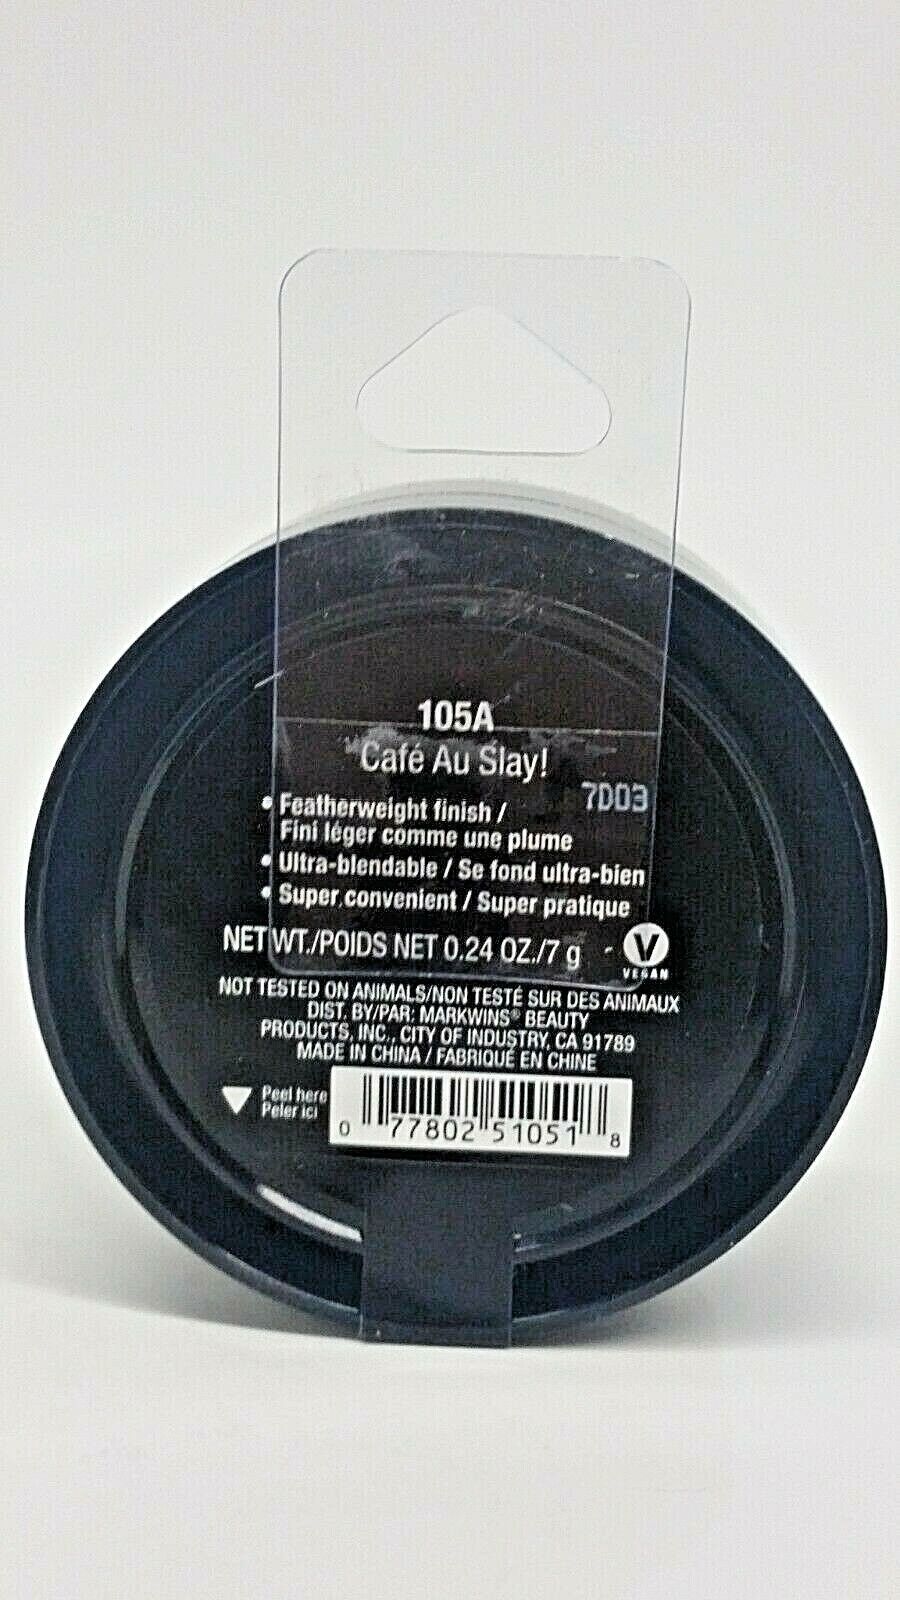 105A
Café Au Slay!
7D03
• Featherweight finish /
Fini léger comme une plume
• Ultra-blendable / Se fond ultra-bien
• Super convenient / Super pratique
NET WT./POIDS NET 0.24 OZ./7 g
V
VEGAN
NOT TESTED ON ANIMALS/NON TESTÉ SUR DES ANIMAUX
DIST. BY/PAR: MARKWINS® BEAUTY
PRODUCTS, INC., CITY OF INDUSTRY, CA 91789
MADE IN CHINA / FABRIQUÉ EN CHINE
Peel here
Peler ici
0 77802 51051 8